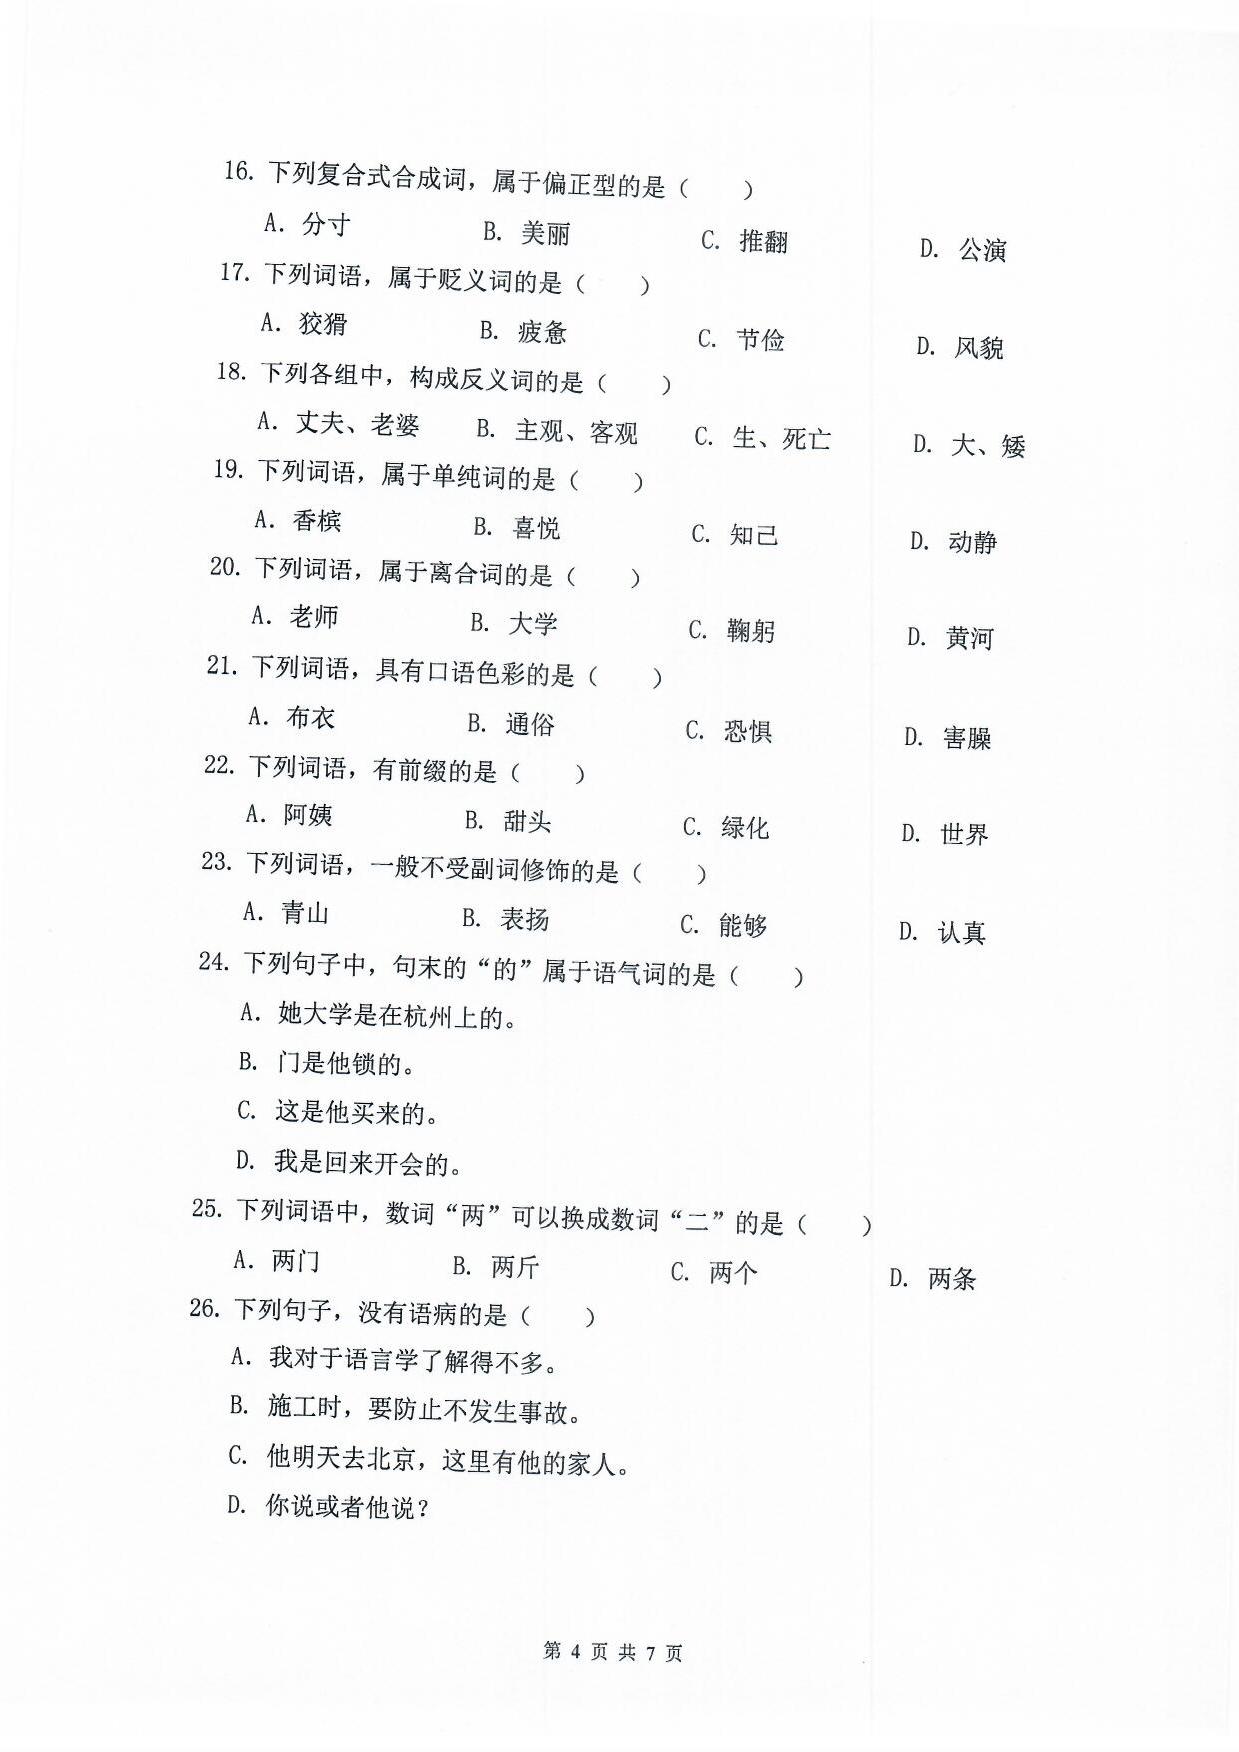 16. 下列复合式合成词，属于偏正型的是（　　）
A. 分寸　B. 美丽　C. 推翻　D. 公演
17. 下列词语，属于贬义词的是（　　）
A. 狡猾　B. 疲惫　C. 节俭　D. 风貌
18. 下列各组中，构成反义词的是（　　）
A. 丈夫、老婆　B. 主观、客观　C. 生、死亡　D. 大、矮
19. 下列词语，属于单纯词的是（　　）
A. 香槟　B. 喜悦　C. 知己　D. 动静
20. 下列词语，属于离合词的是（　　）
A. 老师　B. 大学　C. 鞠躬　D. 黄河
21. 下列词语，具有口语色彩的是（　　）
A. 布衣　B. 通俗　C. 恐惧　D. 害臊
22. 下列词语，有前缀的是（　　）
A. 阿姨　B. 甜头　C. 绿化　D. 世界
23. 下列词语，一般不受副词修饰的是（　　）
A. 青山　B. 表扬　C. 能够　D. 认真
24. 下列句子中，句末的“的”属于语气词的是（　　）
A. 她大学是在杭州上的。
B. 门是他锁的。
C. 这是他买来的。
D. 我是回来开会的。
25. 下列词语中，数词“两”可以换成数词“二”的是（　　）
A. 两门　B. 两斤　C. 两个　D. 两条
26. 下列句子，没有语病的是（　　）
A. 我对于语言学了解得不多。
B. 施工时，要防止不发生事故。
C. 他明天去北京，这里有他的家人。
D. 你说或者他说？
第 4 页 共 7 页